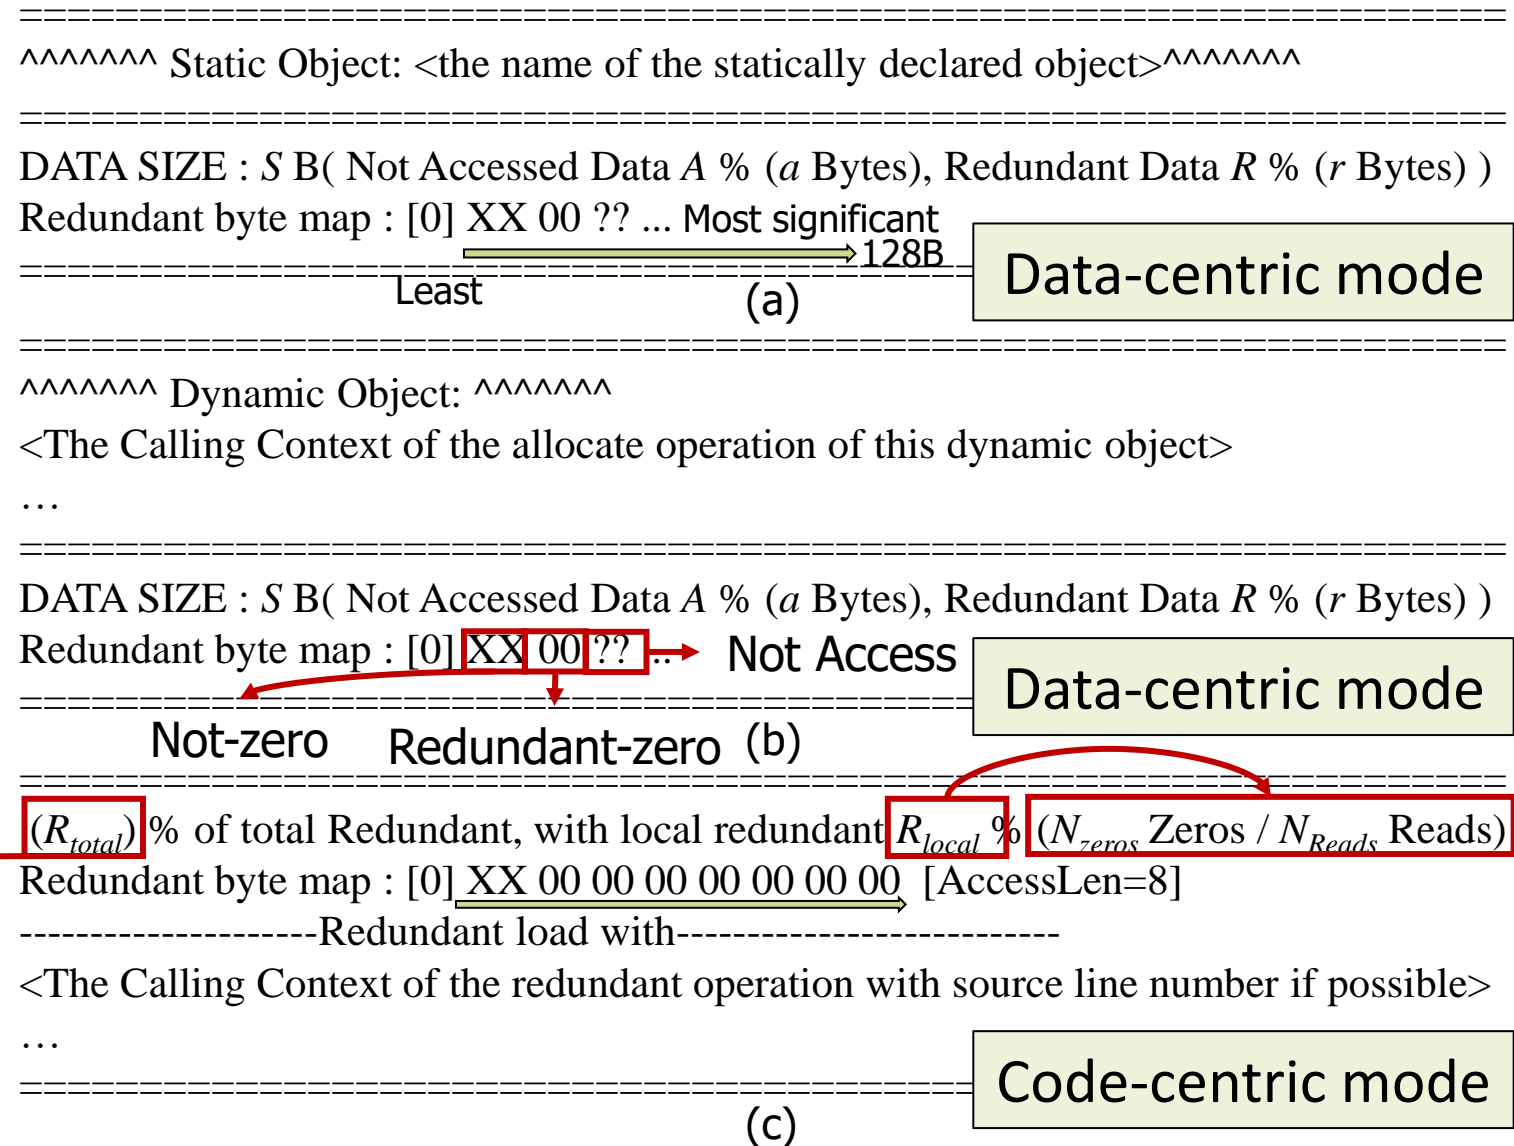 ==============================================================
^^^^^^^ Static Object: <the name of the statically declared object>^^^^^^^
==============================================================
DATA SIZE : S B( Not Accessed Data A % (a Bytes), Redundant Data R % (r Bytes) )
Redundant byte map : [0] XX 00 ?? ... Most significant
128B
========================================
Least
(a)
Data-centric mode
==============================================================
^^^^^^^ Dynamic Object: ^^^^^^^
<The Calling Context of the allocate operation of this dynamic object>
…
==============================================================
DATA SIZE : S B( Not Accessed Data A % (a Bytes), Redundant Data R % (r Bytes) )
Redundant byte map : [0] XX 00 ?? .. Not Access
========================================
Data-centric mode
Not-zero Redundant-zero (b)
==============================================================
(R_total) % of total Redundant, with local redundant R_local % (N_zeros Zeros / N_Reads Reads)
Redundant byte map : [0] XX 00 00 00 00 00 00 00 [AccessLen=8]
---------------------Redundant load with---------------------------
<The Calling Context of the redundant operation with source line number if possible>
…
========================================
Code-centric mode
(c)